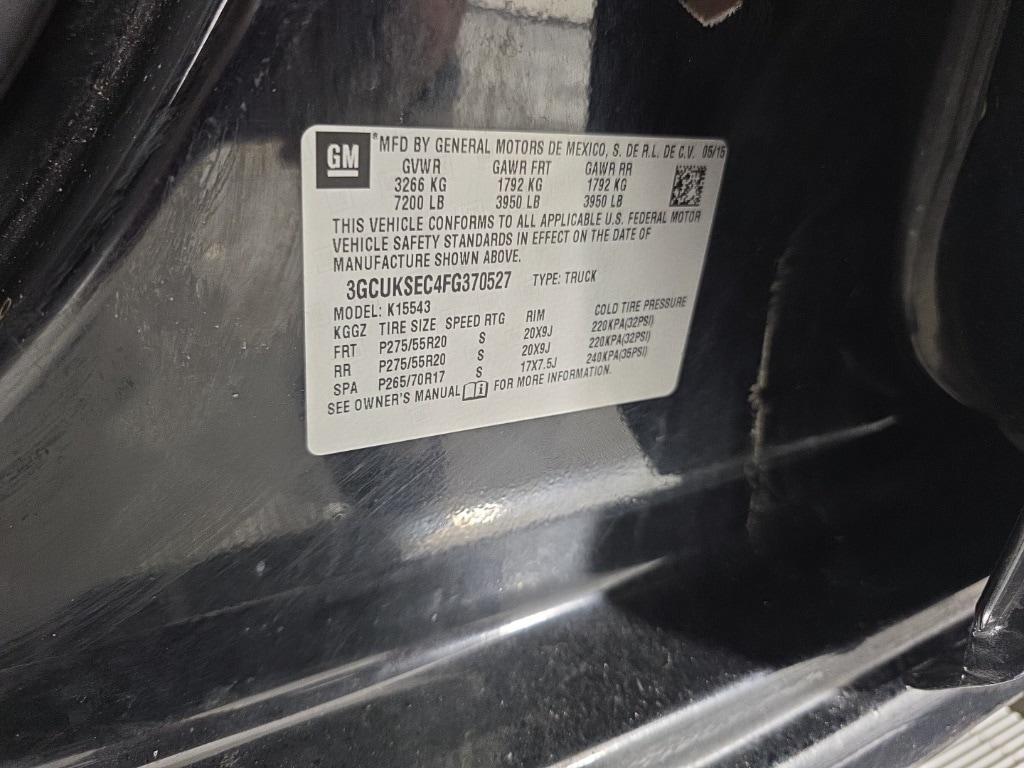 GM ® MFD BY GENERAL MOTORS DE MEXICO, S. DE R.L. DE C.V. 05/15
GVWR GAWR FRT GAWR RR
3266 KG 1792 KG 1792 KG
7200 LB 3950 LB 3950 LB
THIS VEHICLE CONFORMS TO ALL APPLICABLE U.S. FEDERAL MOTOR
VEHICLE SAFETY STANDARDS IN EFFECT ON THE DATE OF
MANUFACTURE SHOWN ABOVE.
3GCUKSEC4FG370527 TYPE: TRUCK
MODEL: K15543
KGGZ TIRE SIZE SPEED RTG RIM COLD TIRE PRESSURE
FRT P275/55R20 S 20X9J 220KPA(32PSI)
RR P275/55R20 S 20X9J 220KPA(32PSI)
SPA P265/70R17 S 17X7.5J 240KPA(35PSI)
SEE OWNER'S MANUAL i FOR MORE INFORMATION.